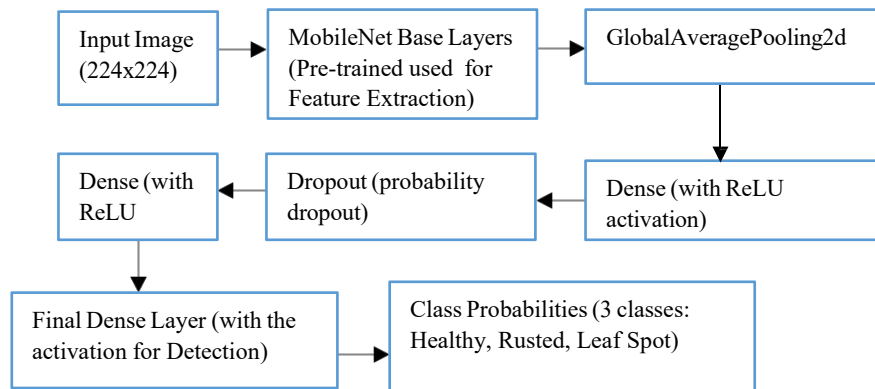 Input Image
(224x224)
MobileNet Base Layers
(Pre-trained used for
Feature Extraction)
GlobalAveragePooling2d
Dense (with ReLU
activation)
Dropout (probability
dropout)
Dense (with
ReLU
Final Dense Layer (with the
activation for Detection)
Class Probabilities (3 classes:
Healthy, Rusted, Leaf Spot)